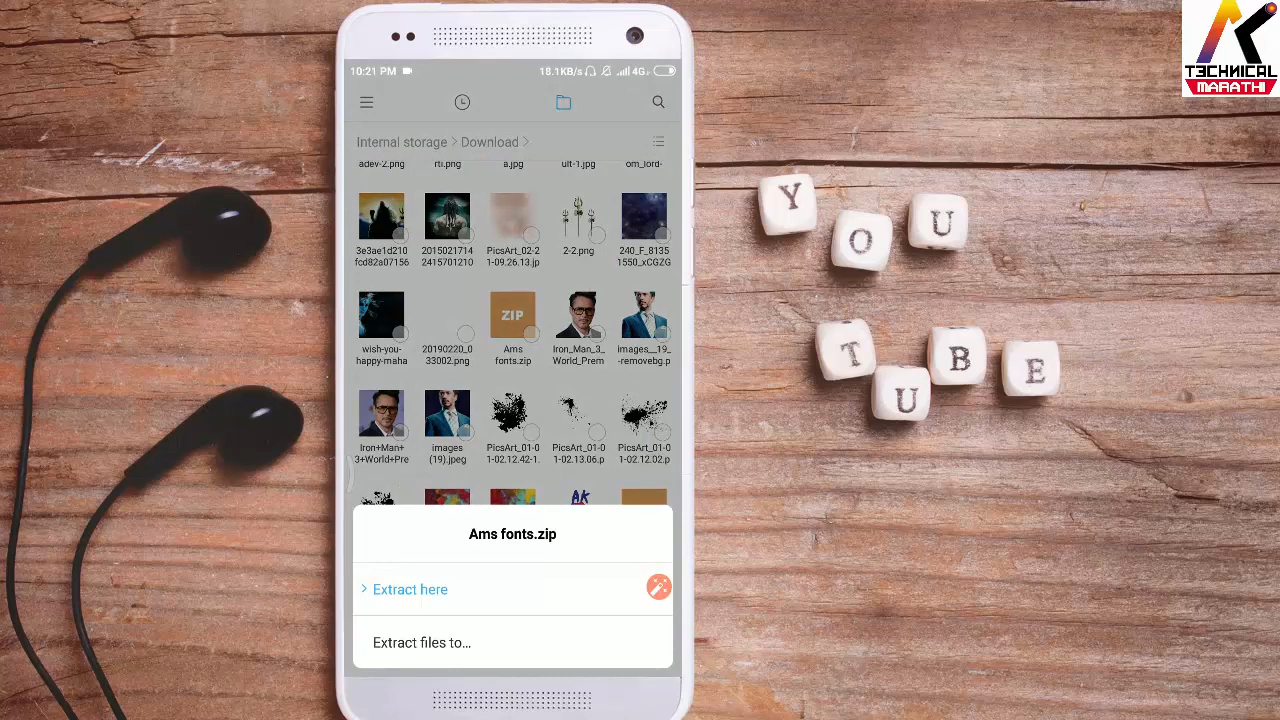 10:21 PM
18.1KB/s
4G
Internal storage > Download >
adev-2.png
rti.png
a.jpg
ult-1.jpg
om_lord-
3e3ae1d210
fcd82a07156
2015021714
2415701210
PicsArt_02-2
1-09.26.13.jp
2-2.png
240_F_8135
1550_xCGZG
ZIP
wish-you-
happy-maha
20190220_0
33002.png
Ams
fonts.zip
Iron_Man_3_
World_Prem
images__19_
-removebg.p
Iron+Man+
3+World+Pre
images
(19).jpeg
PicsArt_01-0
1-02.12.42-1.
PicsArt_01-0
1-02.13.06.p
PicsArt_01-0
1-02.12.02.p
AK
Ams fonts.zip
> Extract here
Extract files to...
Y O U
T U B E
T3CHNICAL
MARATHI